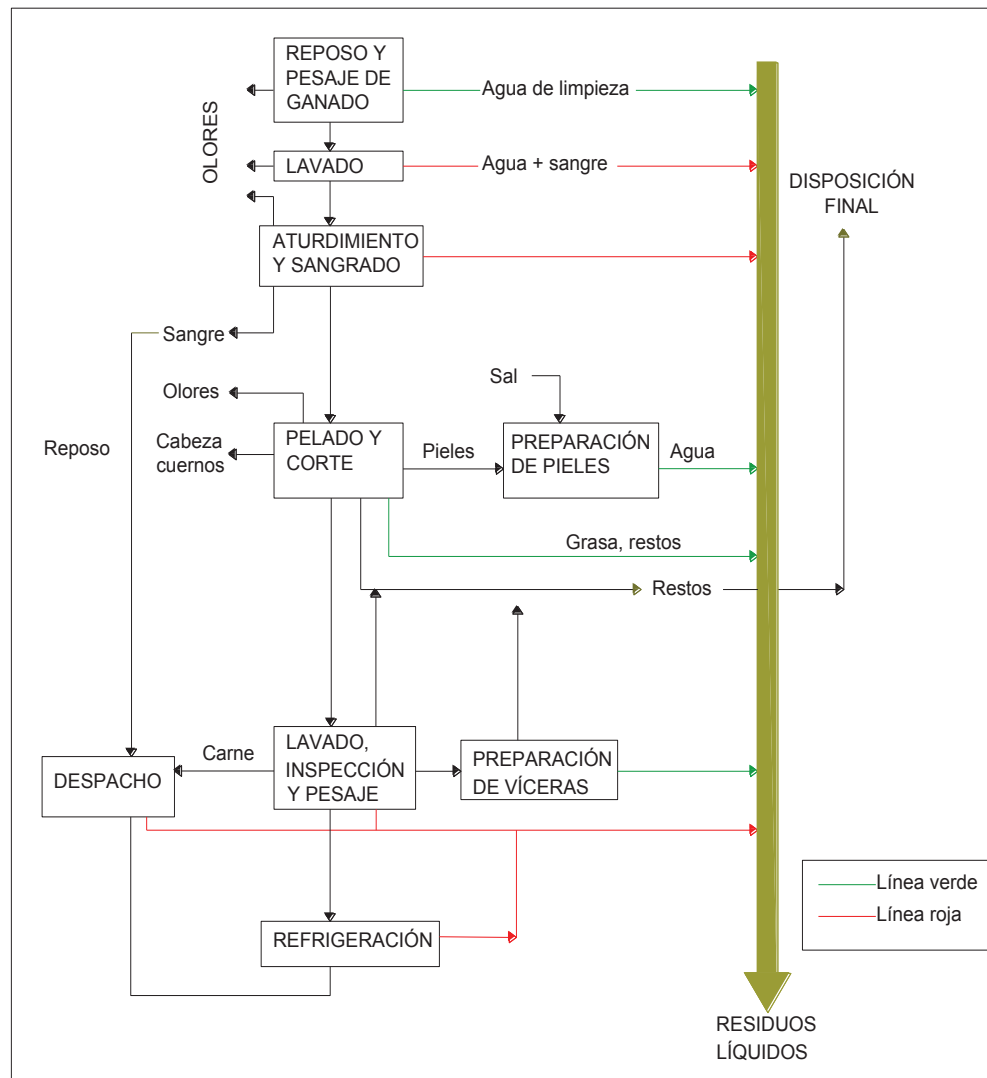 REPOSO Y
PESAJE DE
GANADO
Agua de limpieza
OLORES
LAVADO
Agua + sangre
DISPOSICIÓN
FINAL
ATURDIMIENTO
Y SANGRADO
Sangre
Olores
Sal
Reposo
Cabeza
cuernos
PELADO Y
CORTE
Pieles
PREPARACIÓN
DE PIELES
Agua
Grasa, restos
Restos
Carne
LAVADO,
INSPECCIÓN
Y PESAJE
PREPARACIÓN
DE VÍCERAS
DESPACHO
Línea verde
Línea roja
REFRIGERACIÓN
RESIDUOS
LÍQUIDOS